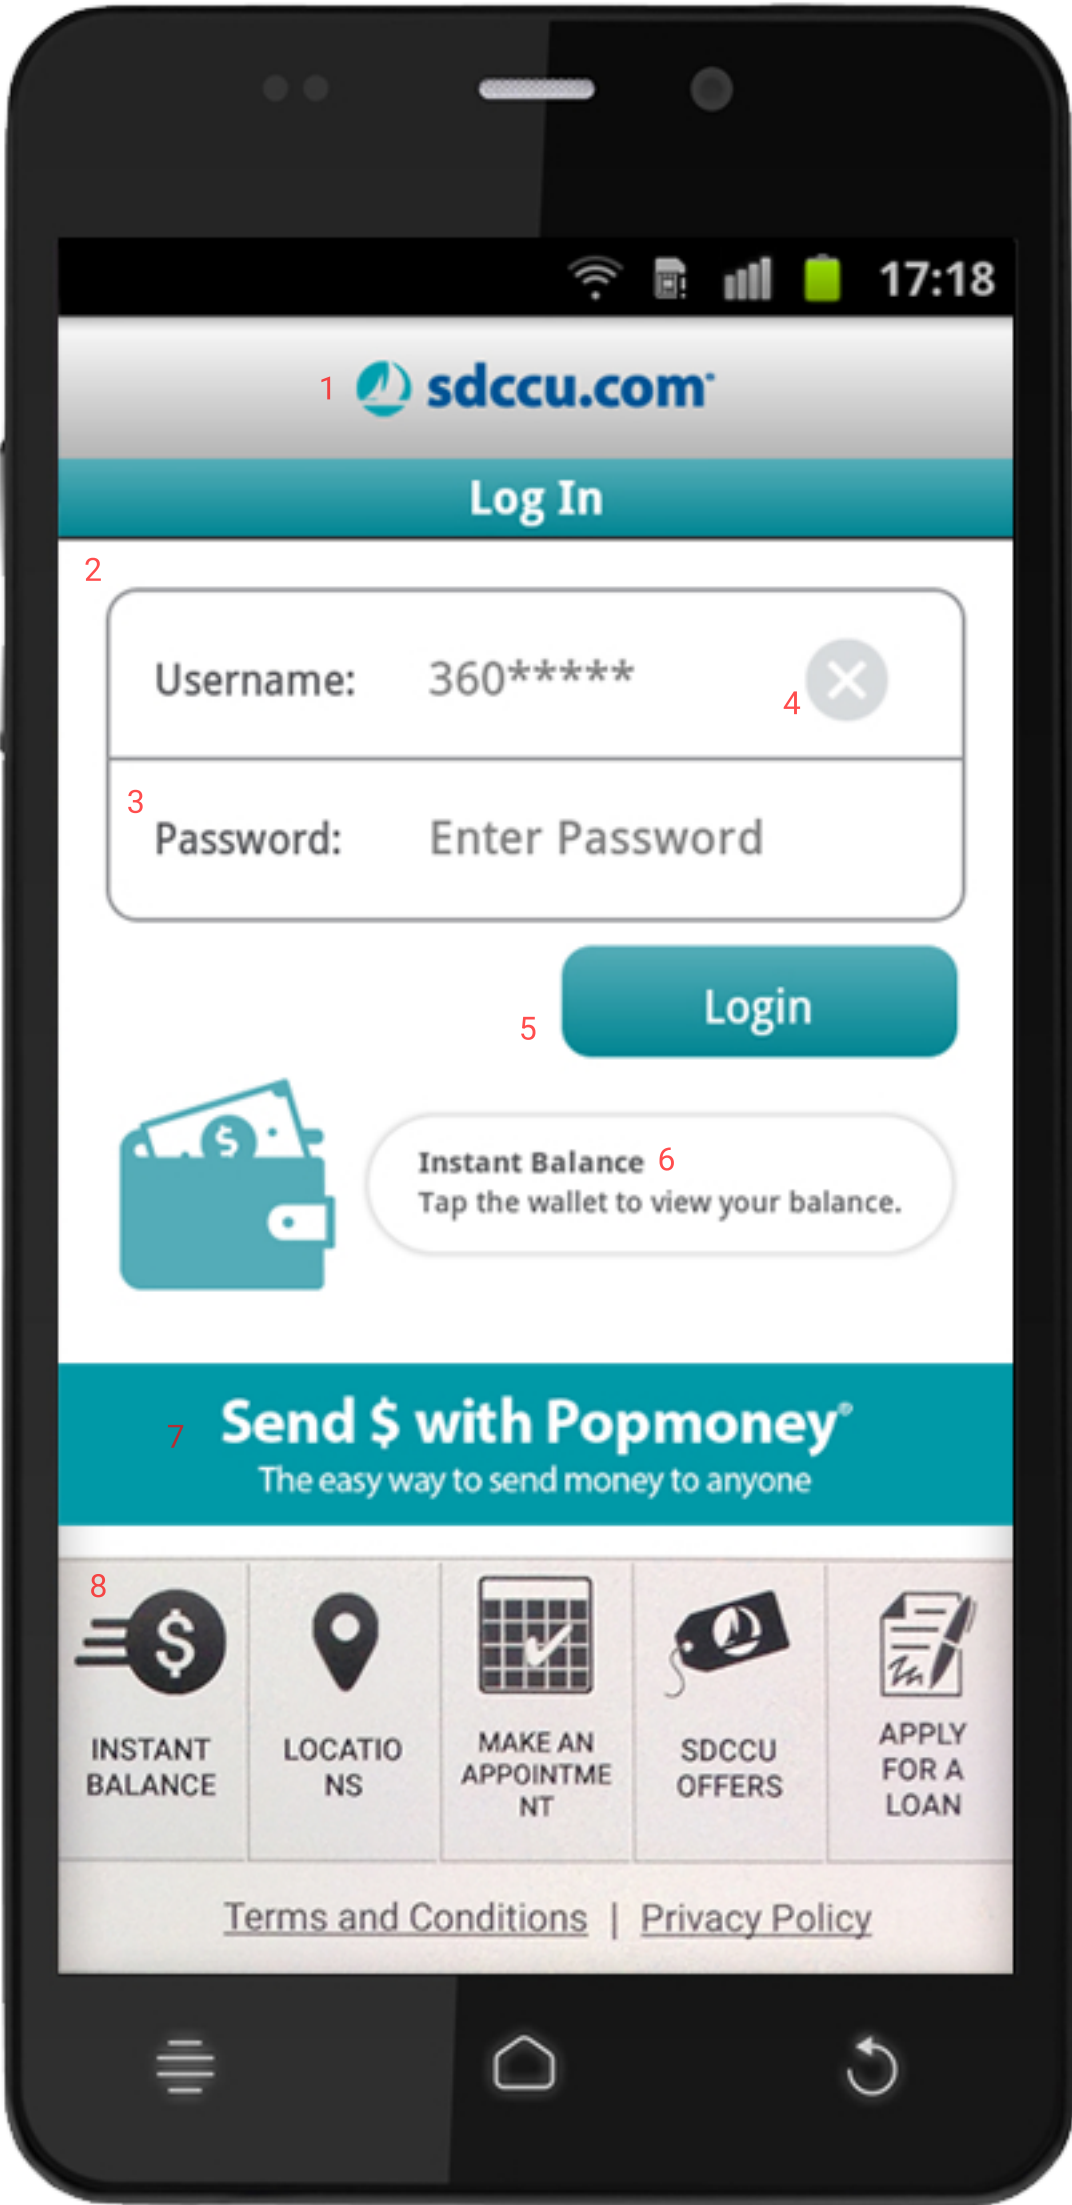 17:18
1 sdccu.com
Log In
2
Username: 360*****
4
3
Password: Enter Password
Login
5
Instant Balance 6
Tap the wallet to view your balance.
7 Send $ with Popmoney®
The easy way to send money to anyone
8
INSTANT
BALANCE
LOCATIO
NS
MAKE AN
APPOINTME
NT
SDCCU
OFFERS
APPLY
FOR A
LOAN
Terms and Conditions | Privacy Policy